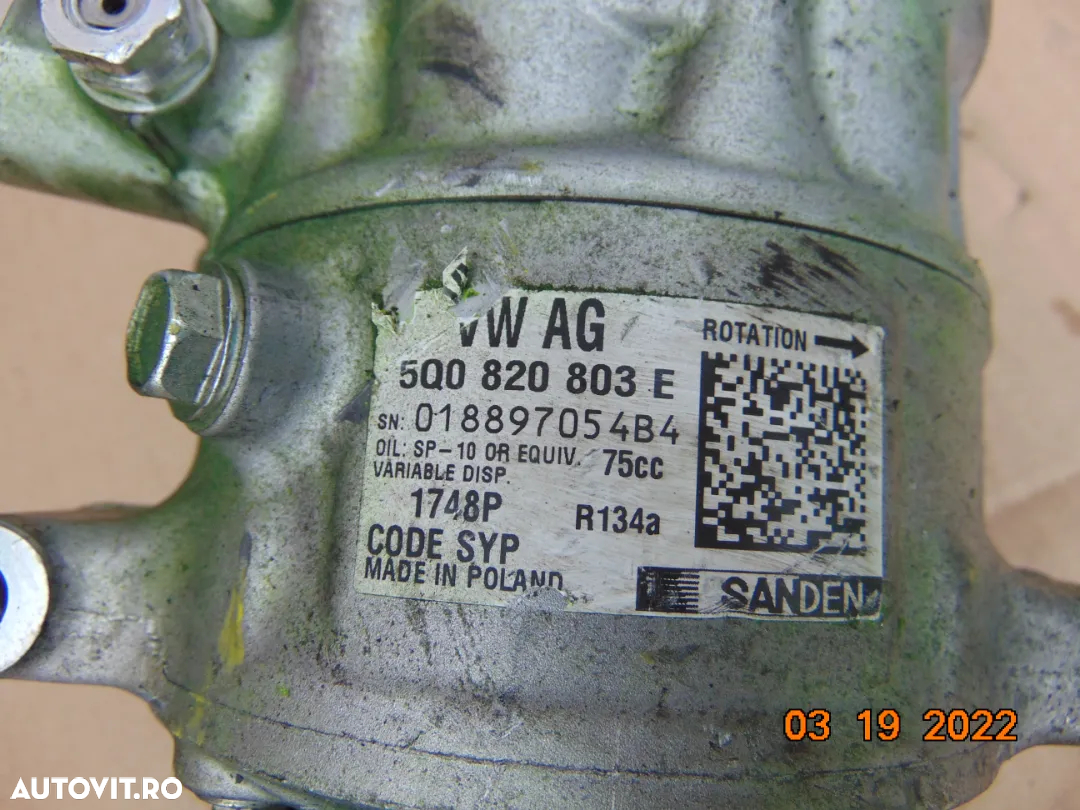 VW AG
ROTATION
5Q0 820 803 E
SN: 018897054B4
OIL: SP-10 OR EQUIV. 75cc
VARIABLE DISP.
1748P R134a
CODE SYP
MADE IN POLAND
SANDEN
03 19 2022
AUTOVIT.RO